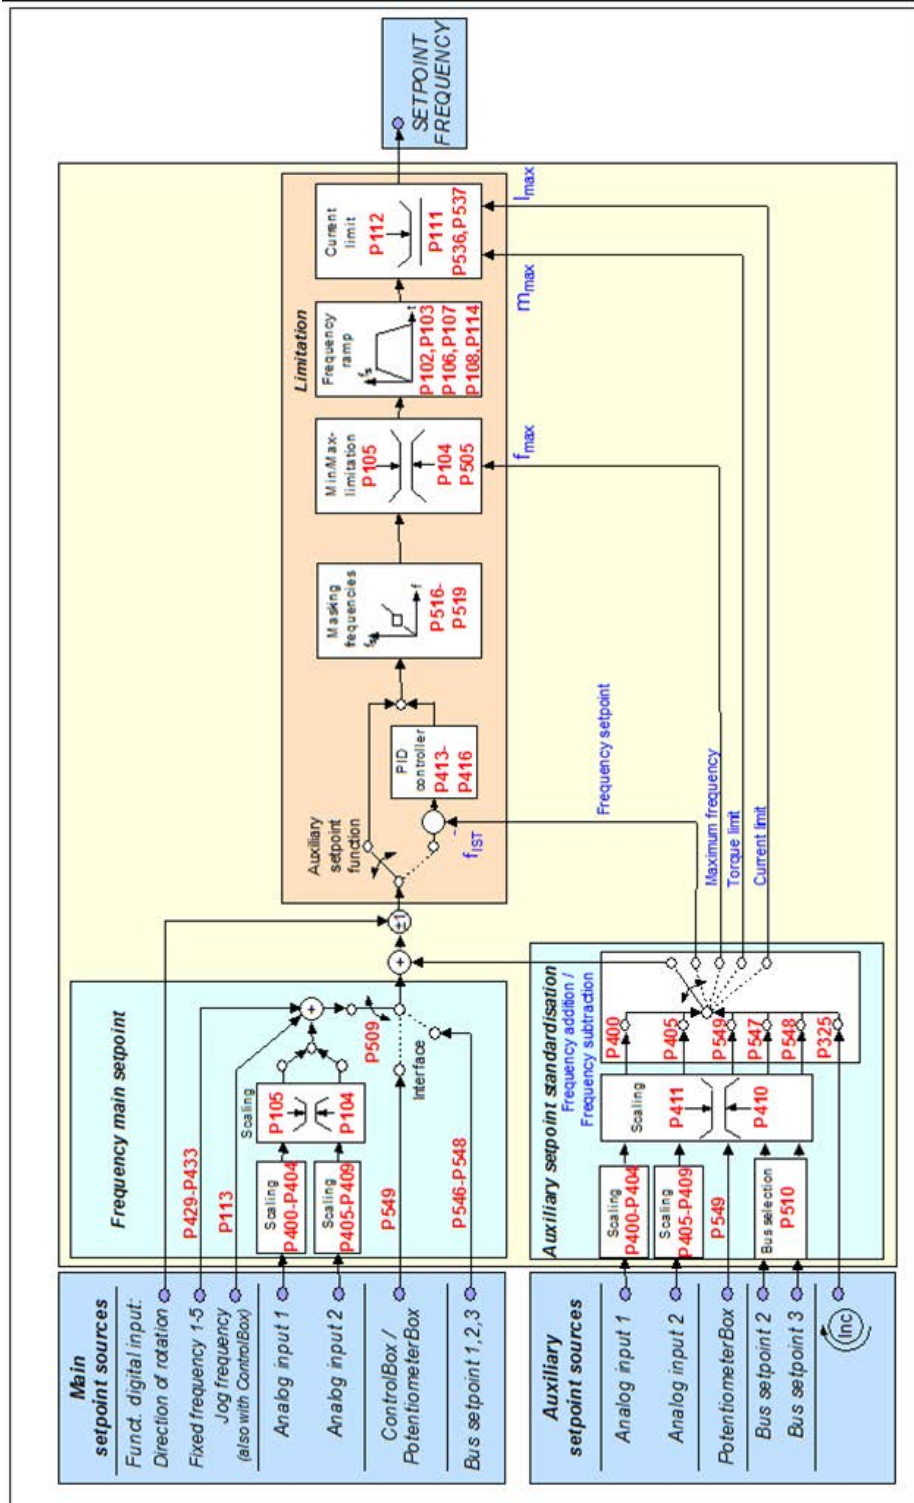 Main
setpoint sources
Funct. digital input:
Direction of rotation
Fixed frequency 1-5
Jog frequency
(also with ControlBox)
Analog input 1
Analog input 2
ControlBox /
PotentiometerBox
Bus setpoint 1,2,3
Frequency main setpoint
P429-P433
P113
Scaling
P400-P404
Scaling
P405-P409
Scaling
P105
P104
P509
P549
Interface
P546-P548
±1
+
+
Limitation
Auxiliary
setpoint
function
PID
controller
P413-
P416
-
fIST
Masking
frequencies
f
P516-
P519
Min/Max-
limitation
P105
P104
P505
Frequency
ramp
t
P102,P103
P106,P107
P108,P114
Current
limit
P112
P111
P536,P537
SETPOINT
FREQUENCY
fmax
mmax
Imax
Frequency setpoint
Maximum frequency
Torque limit
Current limit
Auxiliary
setpoint sources
Analog input 1
Analog input 2
PotentiometerBox
Bus setpoint 2
Bus setpoint 3
Inc
Auxiliary setpoint standardisation
Frequency addition /
Frequency subtraction
Scaling
P400-P404
Scaling
P405-P409
P549
Bus selection
P510
Scaling
P411
P410
P400
P405
P549
P547
P548
P325